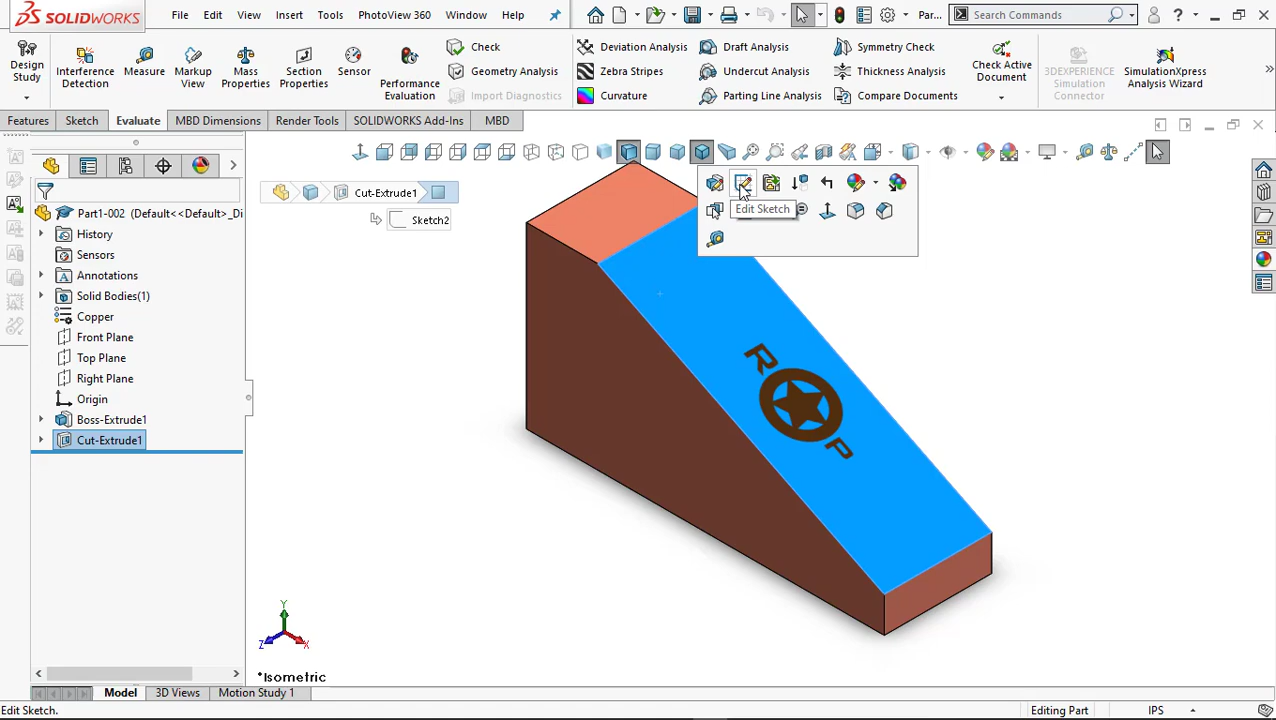 SOLIDWORKS File Edit View Insert Tools PhotoView 360 Window Help Par... Search Commands
Design Study
Interference Detection
Measure
Markup View
Mass Properties
Section Properties
Sensor
Performance Evaluation
Check
Geometry Analysis
Import Diagnostics
Deviation Analysis
Zebra Stripes
Curvature
Draft Analysis
Undercut Analysis
Parting Line Analysis
Symmetry Check
Thickness Analysis
Compare Documents
Check Active Document
3DEXPERIENCE Simulation Connector
SimulationXpress Analysis Wizard
Features Sketch Evaluate MBD Dimensions Render Tools SOLIDWORKS Add-Ins MBD
Cut-Extrude1
Sketch2
Edit Sketch
Part1-002 (Default<<Default>_Di
History
Sensors
Annotations
Solid Bodies(1)
Copper
Front Plane
Top Plane
Right Plane
Origin
Boss-Extrude1
Cut-Extrude1
R
P
Y
Z
X
*Isometric
Model 3D Views Motion Study 1
Edit Sketch. Editing Part IPS